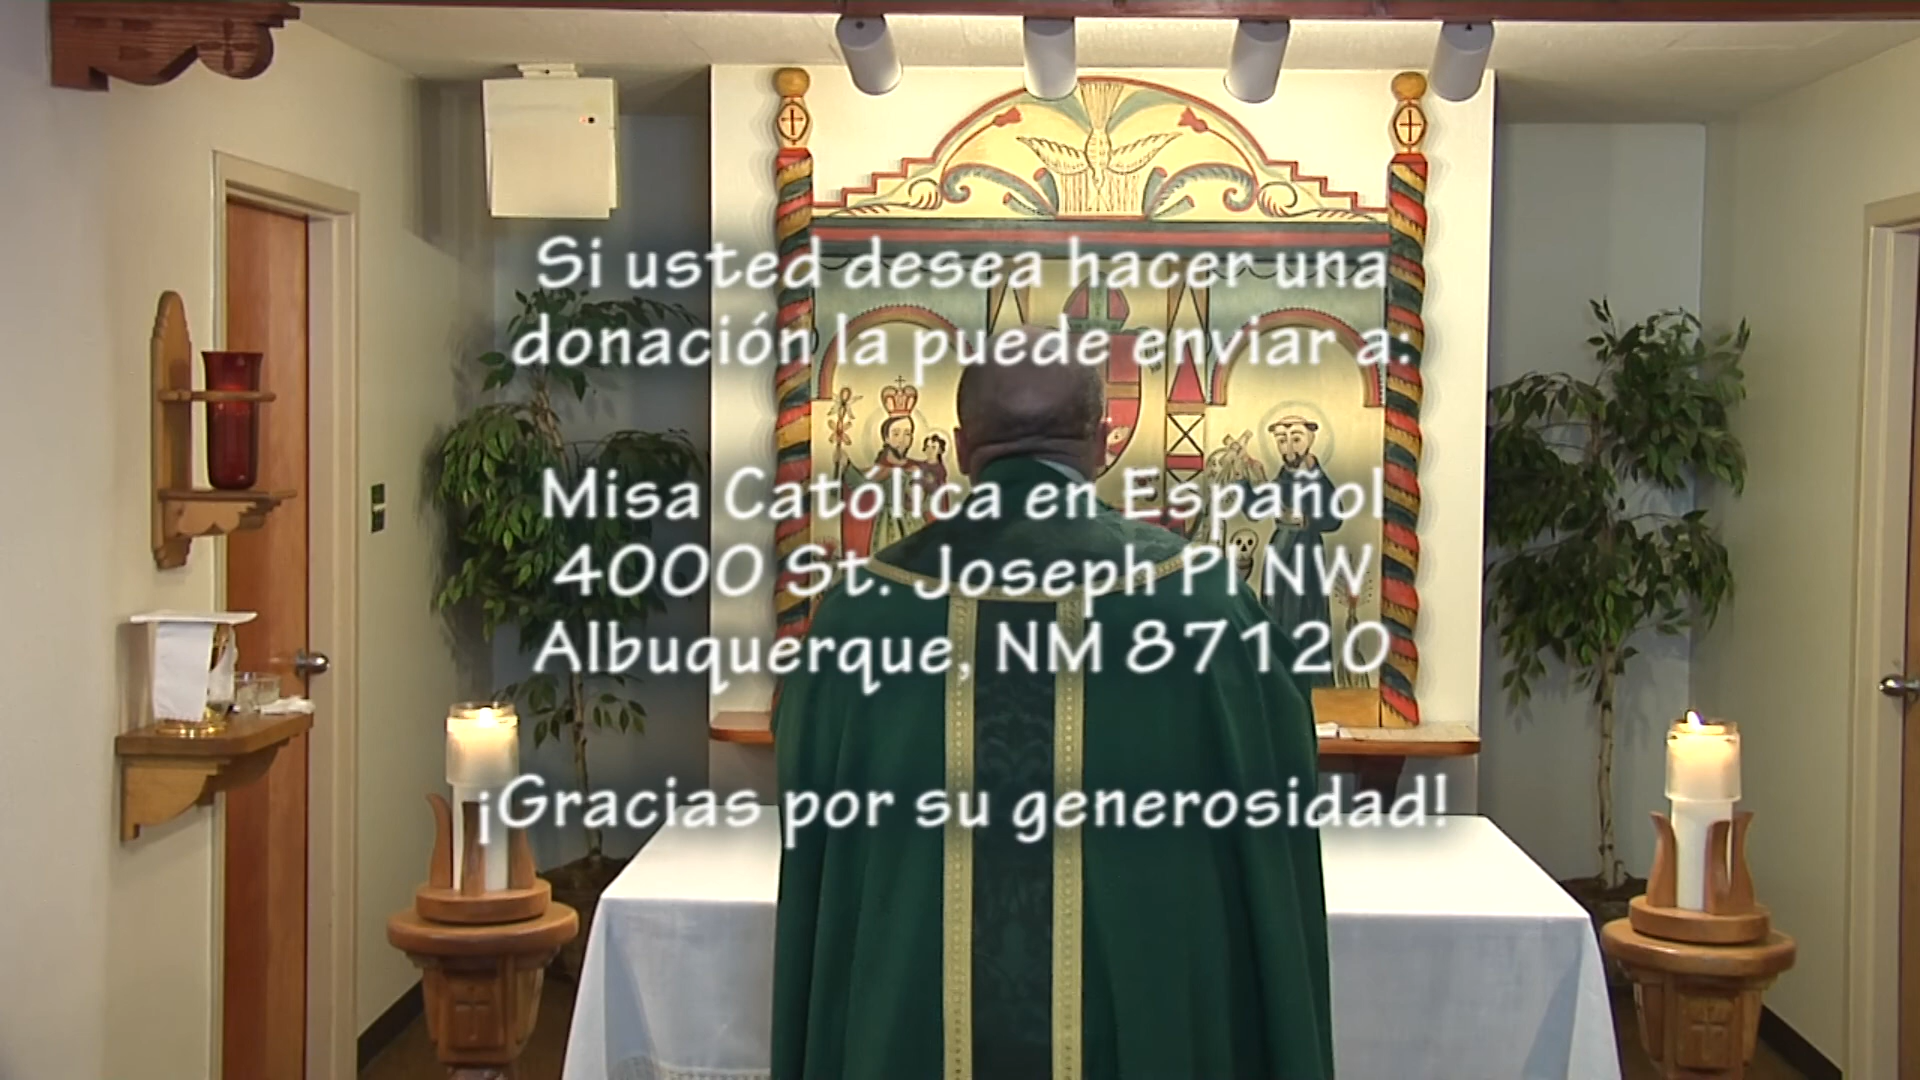 Si usted desea hacer una
donación la puede enviar a:
Misa Católica en Español
4000 St. Joseph Pl NW
Albuquerque, NM 87120
¡Gracias por su generosidad!